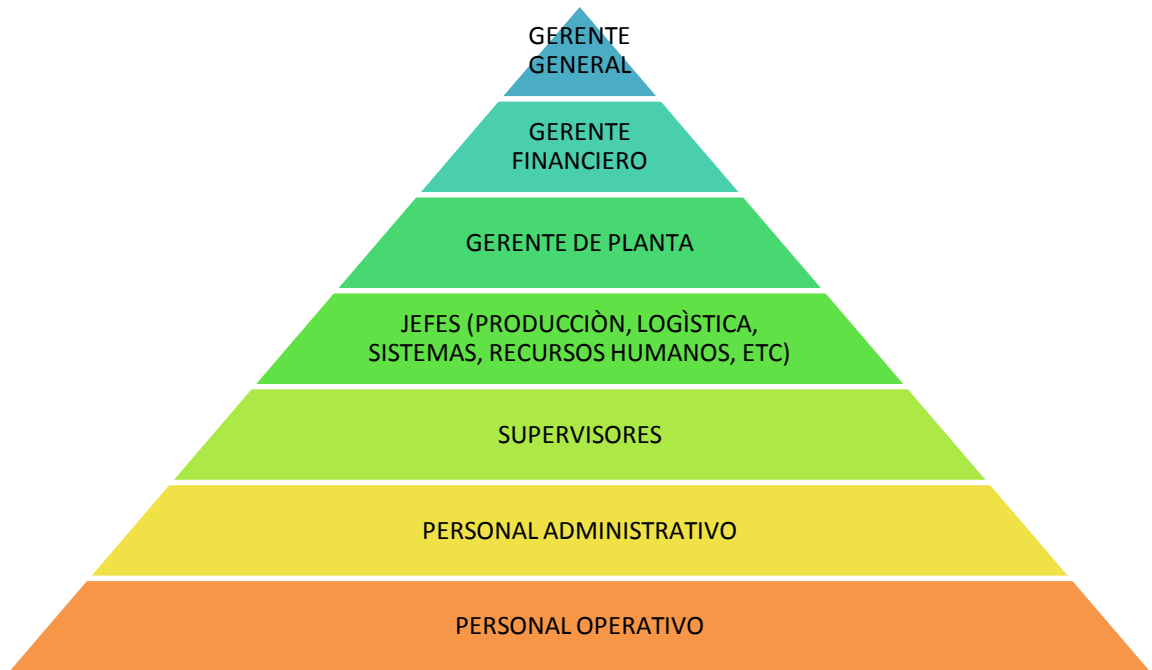 GERENTE
GENERAL
GERENTE
FINANCIERO
GERENTE DE PLANTA
JEFES (PRODUCCIÒN, LOGÌSTICA,
SISTEMAS, RECURSOS HUMANOS, ETC)
SUPERVISORES
PERSONAL ADMINISTRATIVO
PERSONAL OPERATIVO